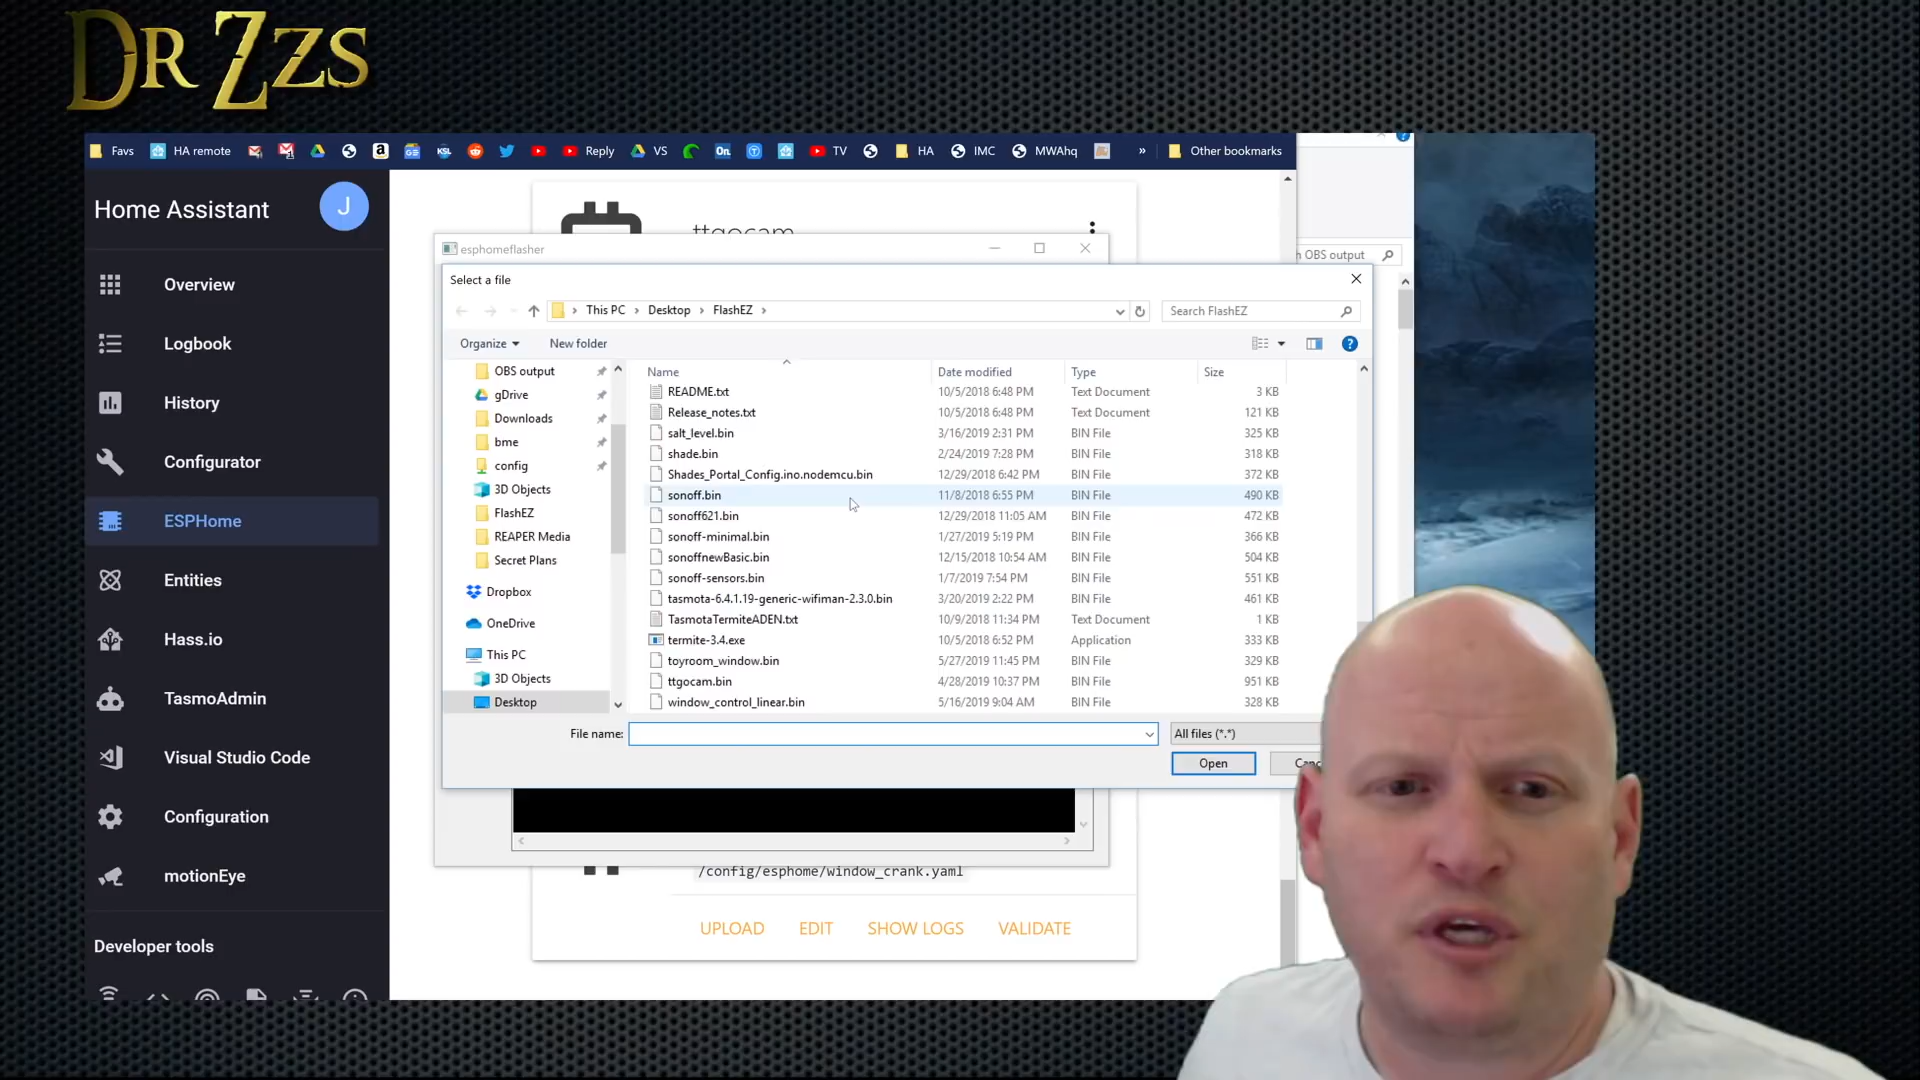 DR ZZS
Favs
HA remote
Reply
VS
On
TV
HA
IMC
MWAhq
»
Other bookmarks
Home Assistant
J
Overview
Logbook
History
Configurator
ESPHome
Entities
Hass.io
TasmoAdmin
Visual Studio Code
Configuration
motionEye
Developer tools
ttgocam
esphomeflasher
OBS output
Select a file
This PC > Desktop > FlashEZ >
Search FlashEZ
Organize
New folder
OBS output
gDrive
Downloads
bme
config
3D Objects
FlashEZ
REAPER Media
Secret Plans
Dropbox
OneDrive
This PC
3D Objects
Desktop
Name Date modified Type Size
README.txt 10/5/2018 6:48 PM Text Document 3 KB
Release_notes.txt 10/5/2018 6:48 PM Text Document 121 KB
salt_level.bin 3/16/2019 2:31 PM BIN File 325 KB
shade.bin 2/24/2019 7:28 PM BIN File 318 KB
Shades_Portal_Config.ino.nodemcu.bin 12/29/2018 6:42 PM BIN File 372 KB
sonoff.bin 11/8/2018 6:55 PM BIN File 490 KB
sonoff621.bin 12/29/2018 11:05 AM BIN File 472 KB
sonoff-minimal.bin 1/27/2019 5:19 PM BIN File 366 KB
sonoffnewBasic.bin 12/15/2018 10:54 AM BIN File 504 KB
sonoff-sensors.bin 1/7/2019 7:54 PM BIN File 551 KB
tasmota-6.4.1.19-generic-wifiman-2.3.0.bin 3/20/2019 2:22 PM BIN File 461 KB
TasmotaTermiteADEN.txt 10/9/2018 11:34 PM Text Document 1 KB
termite-3.4.exe 10/5/2018 6:52 PM Application 333 KB
toyroom_window.bin 5/27/2019 11:45 PM BIN File 329 KB
ttgocam.bin 4/28/2019 10:37 PM BIN File 951 KB
window_control_linear.bin 5/16/2019 9:04 AM BIN File 328 KB
File name:
All files (*.*)
Open
Canc
/config/esphome/window_crank.yaml
UPLOAD EDIT SHOW LOGS VALIDATE